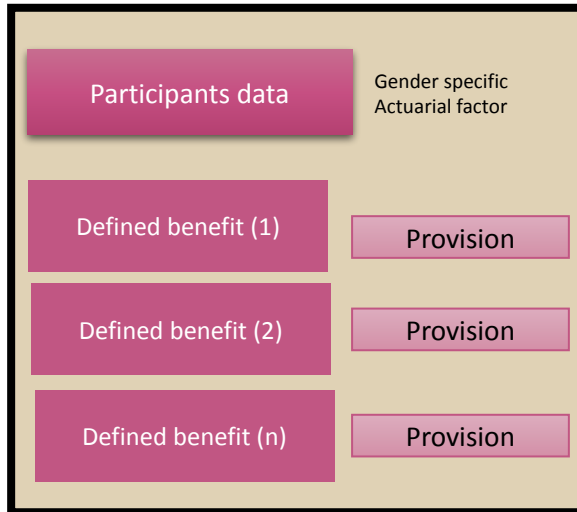 Participants data
Gender specific
Actuarial factor
Defined benefit (1)
Provision
Defined benefit (2)
Provision
Defined benefit (n)
Provision